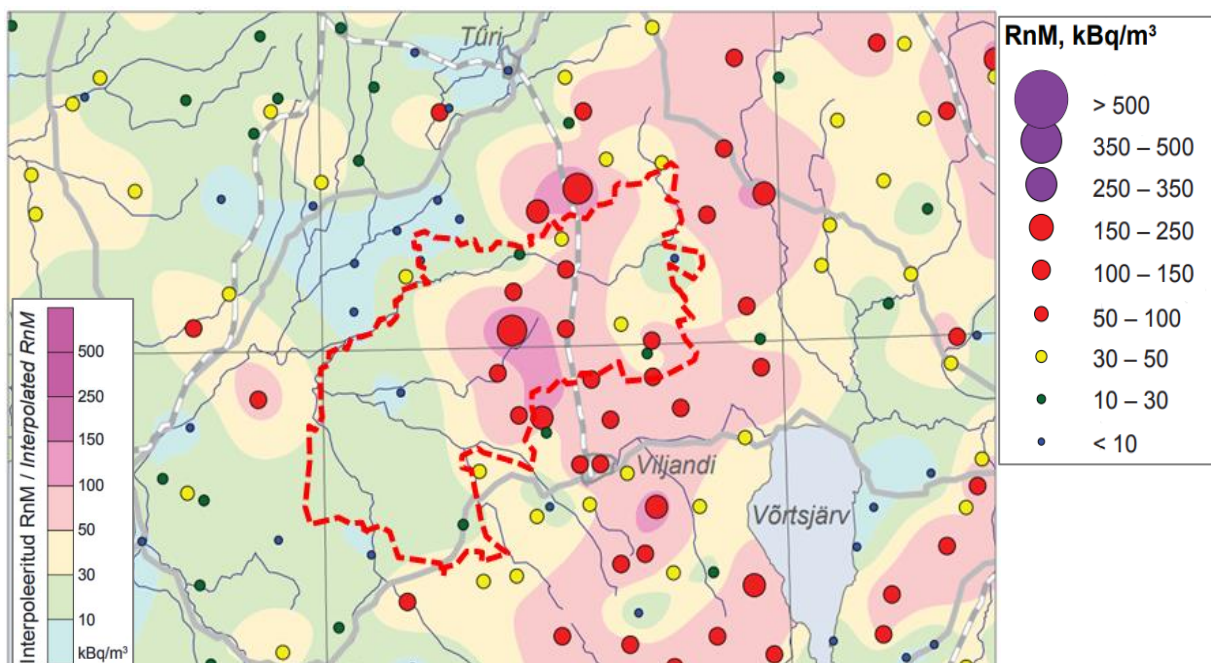 Türi
Viljandi
Võrtsjärv
Interpoleeritud RnM / Interpolated RnM
500
250
150
100
50
30
10
kBq/m³
RnM, kBq/m³
> 500
350 – 500
250 – 350
150 – 250
100 – 150
50 – 100
30 – 50
10 – 30
< 10